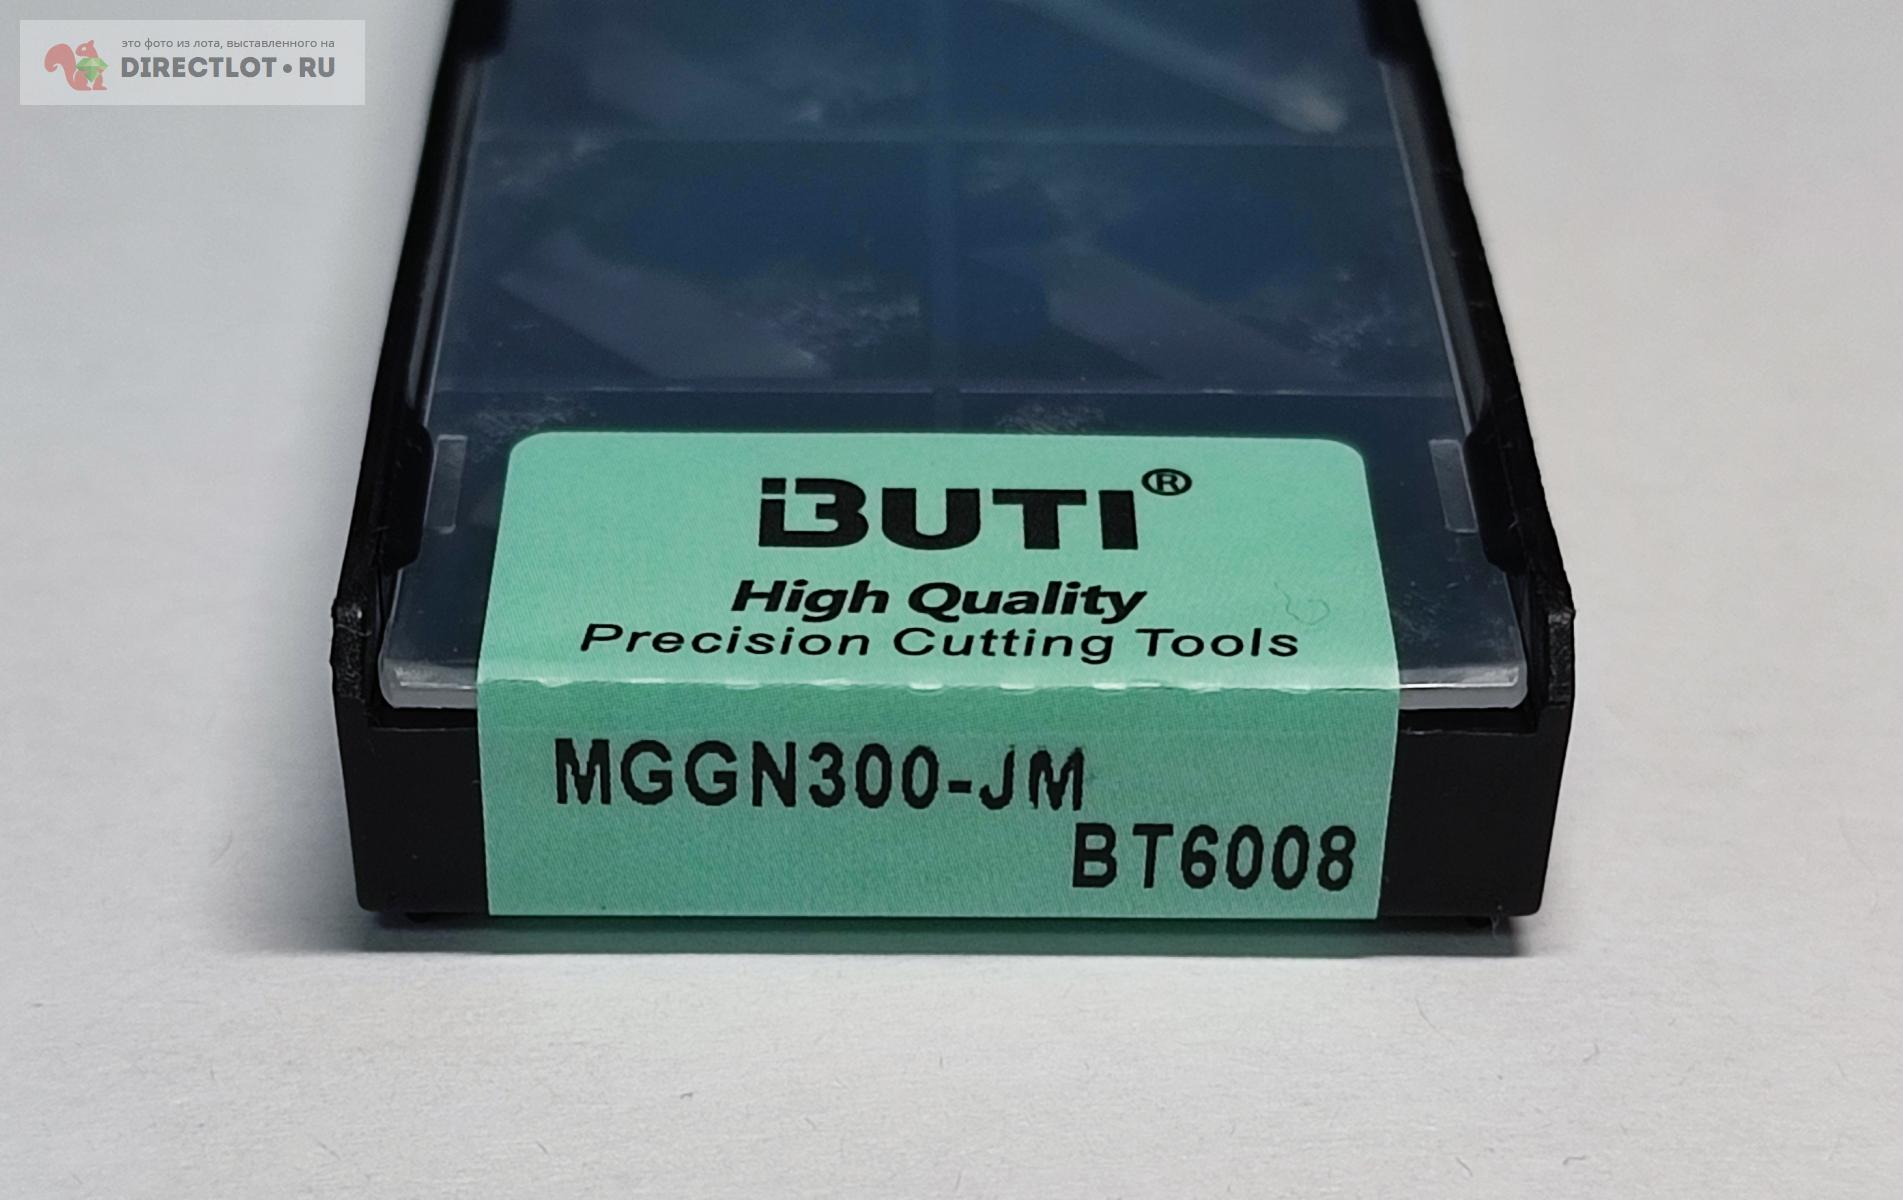 это фото из лота, выставленного на
DIRECTLOT•RU
BUTI®
High Quality
Precision Cutting Tools
MGGN300-JM
BT6008